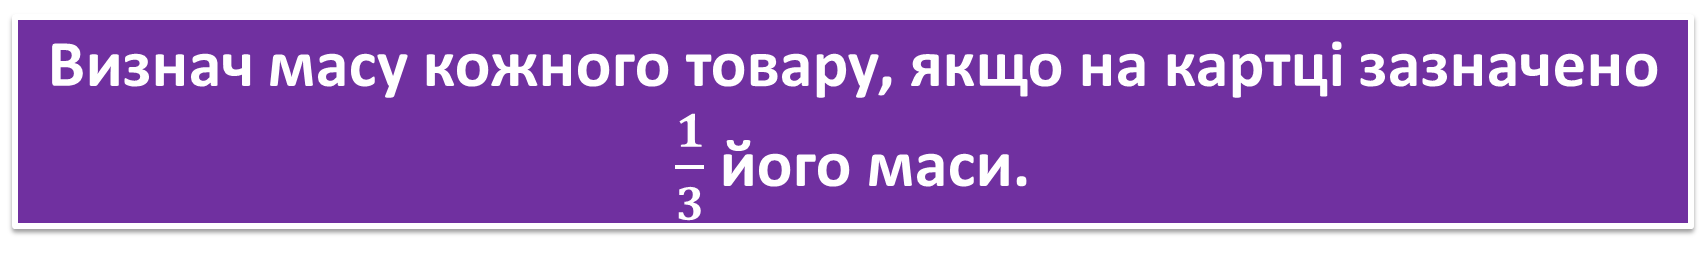 Визнач масу кожного товару, якщо на картці зазначено
1/3 його маси.